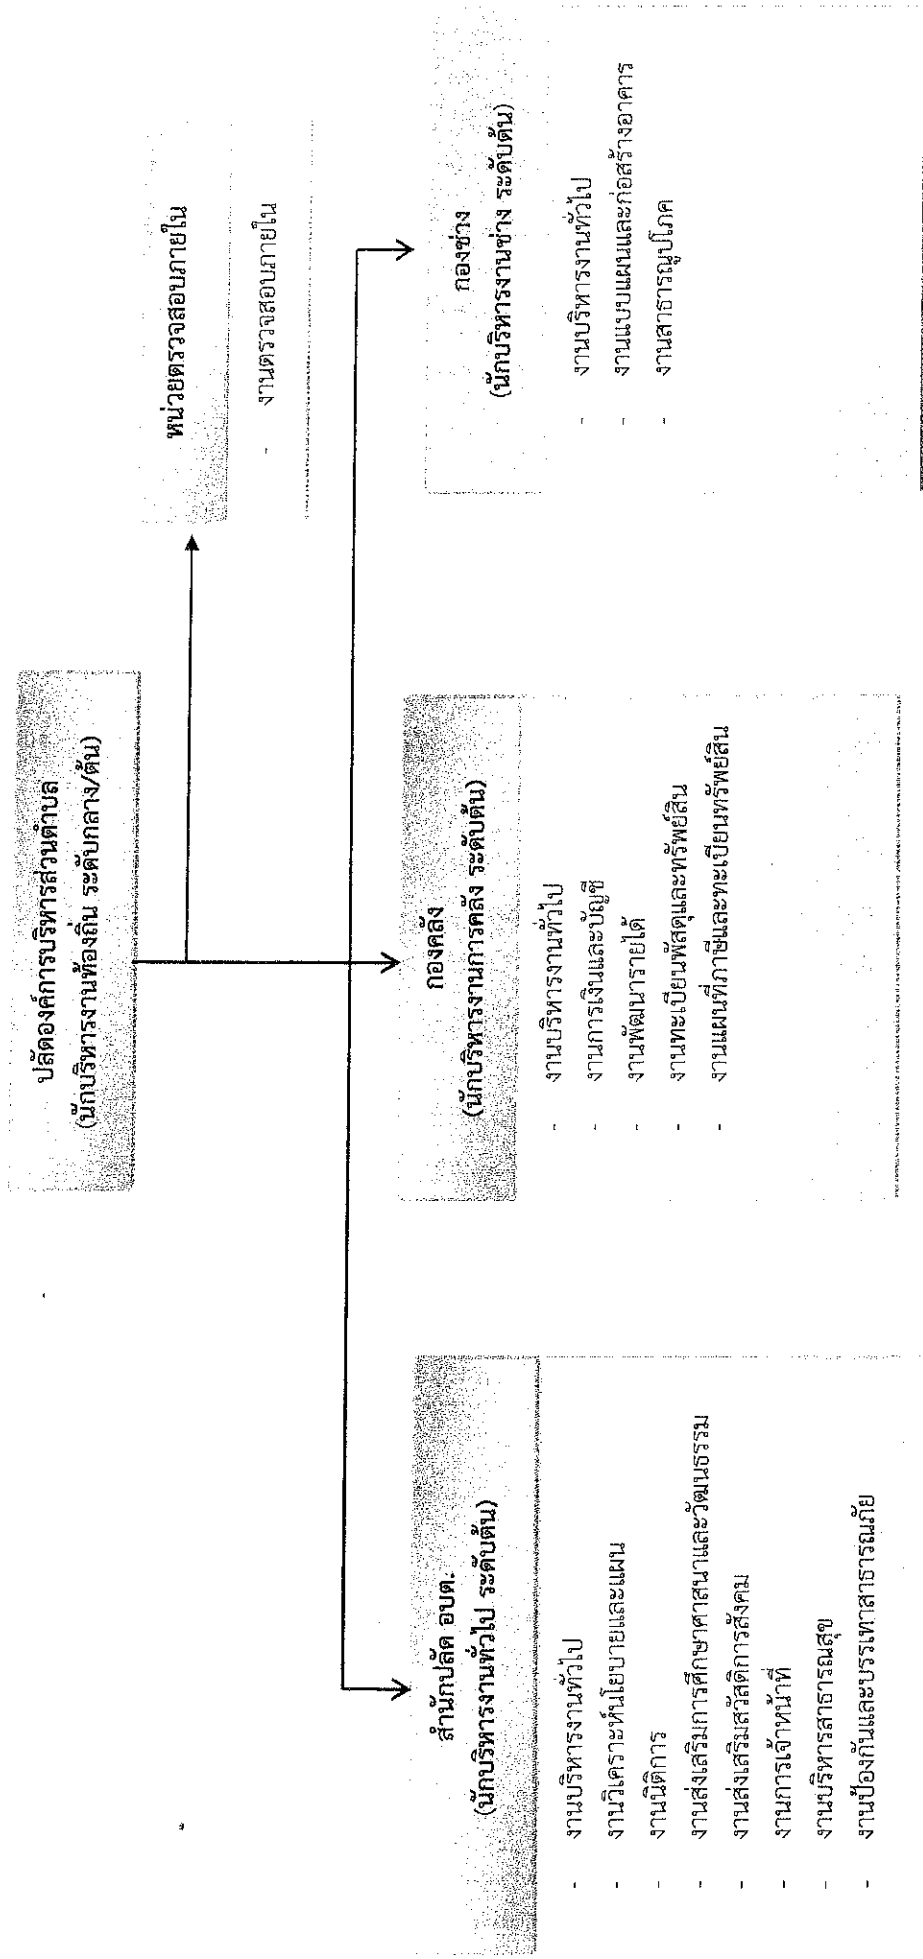 ปลัดองค์การบริหารส่วนตำบล
(นักบริหารงานท้องถิ่น ระดับกลาง/ต้น)
หน่วยตรวจสอบภายใน
- งานตรวจสอบภายใน
สำนักปลัด อบต.
(นักบริหารงานทั่วไป ระดับต้น)
- งานบริหารงานทั่วไป
- งานวิเคราะห์นโยบายและแผน
- งานนิติการ
- งานส่งเสริมการศึกษาศาสนาและวัฒนธรรม
- งานส่งเสริมสวัสดิการสังคม
- งานการเจ้าหน้าที่
- งานบริหารสาธารณสุข
- งานป้องกันและบรรเทาสาธารณภัย
กองคลัง
(นักบริหารงานการคลัง ระดับต้น)
- งานบริหารงานทั่วไป
- งานการเงินและบัญชี
- งานพัฒนารายได้
- งานทะเบียนพัสดุและทรัพย์สิน
- งานแผนที่ภาษีและทะเบียนทรัพย์สิน
กองช่าง
(นักบริหารงานช่าง ระดับต้น)
- งานบริหารงานทั่วไป
- งานแบบแผนและก่อสร้างอาคาร
- งานสาธารณูปโภค